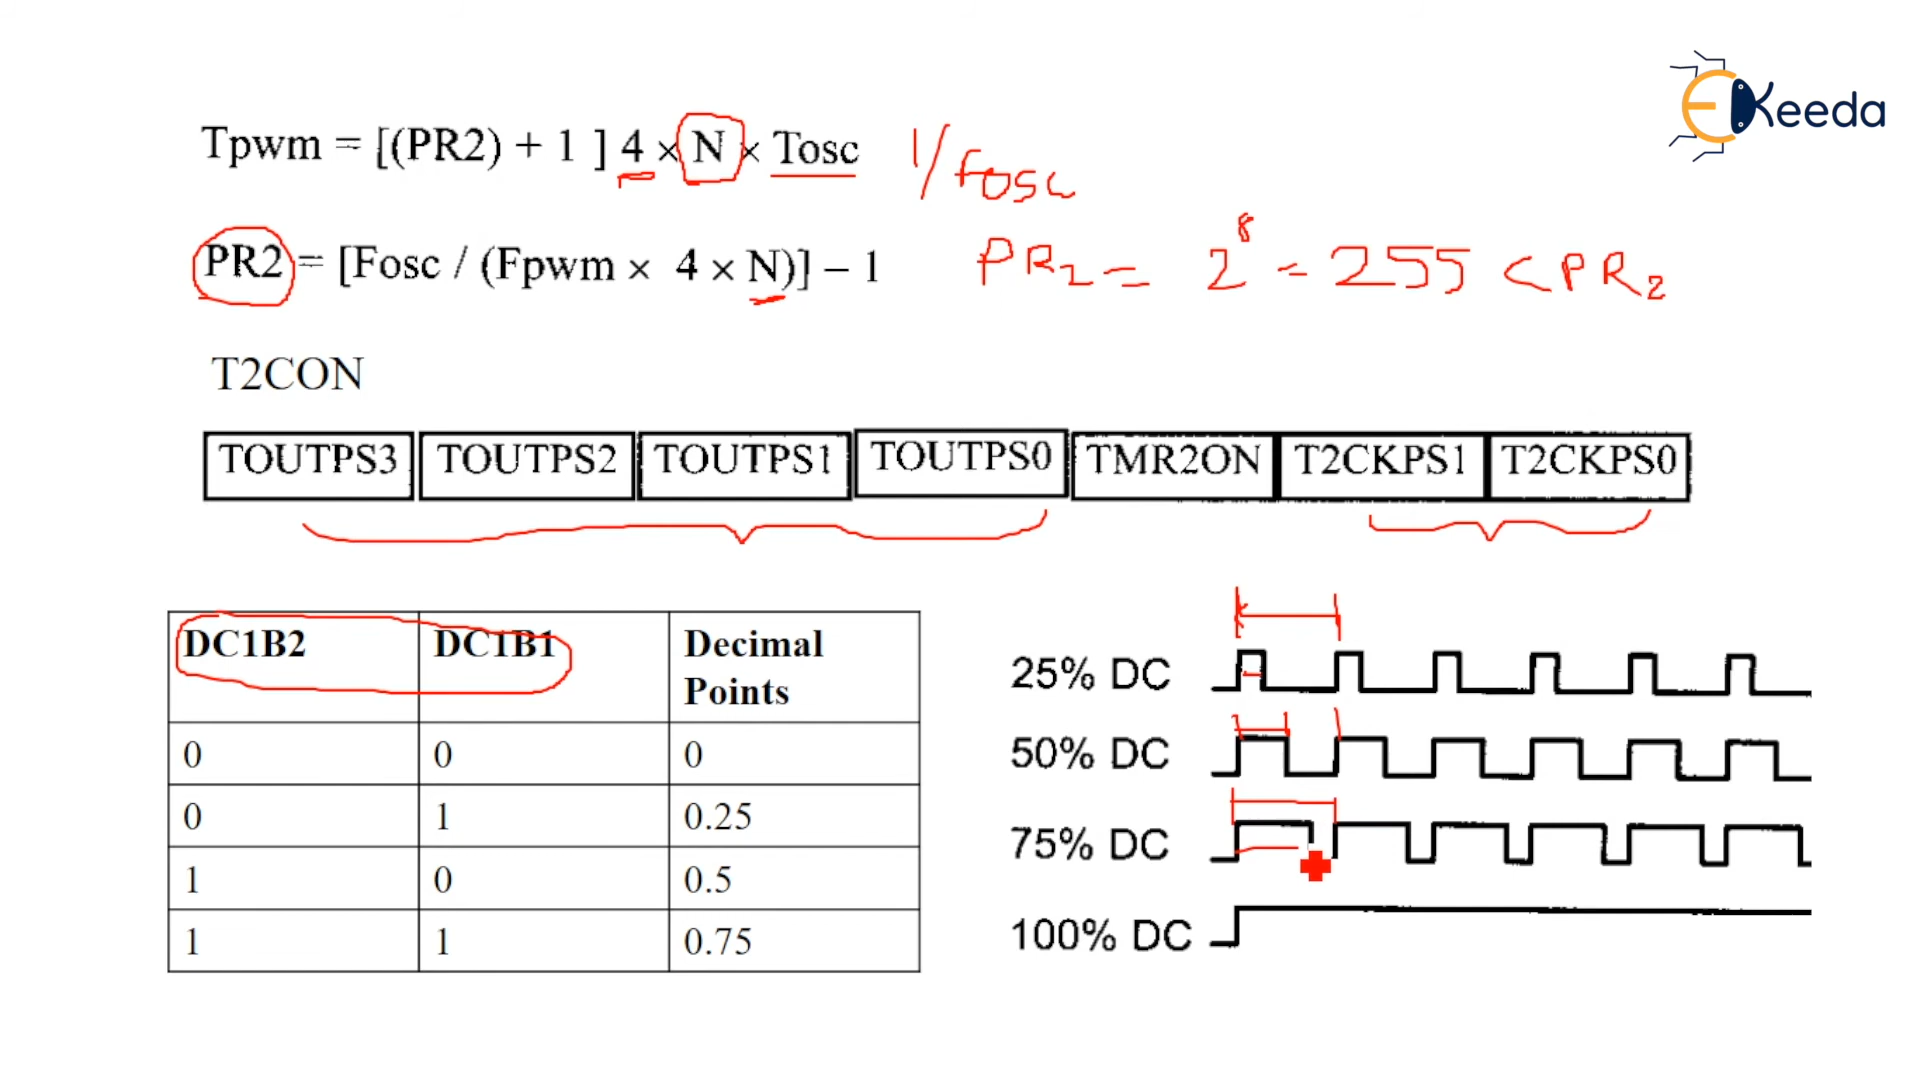 EKeeda
Tpwm = [(PR2) + 1 ] 4 × N × Tosc 1/Fosc
PR2 = [Fosc / (Fpwm × 4 × N)] – 1 PR2 = 2^8 = 255 < PR2
T2CON
TOUTPS3 TOUTPS2 TOUTPS1 TOUTPS0 TMR2ON T2CKPS1 T2CKPS0
DC1B2 DC1B1 Decimal Points
0 0 0
0 1 0.25
1 0 0.5
1 1 0.75
25% DC
50% DC
75% DC
100% DC